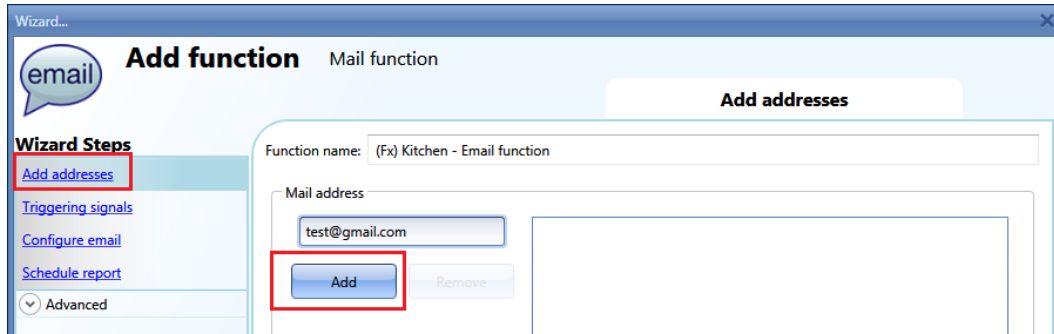 Wizard...
email
Add function Mail function
Add addresses
Wizard Steps
Add addresses
Triggering signals
Configure email
Schedule report
Advanced
Function name: (Fx) Kitchen - Email function
Mail address
test@gmail.com
Add Remove